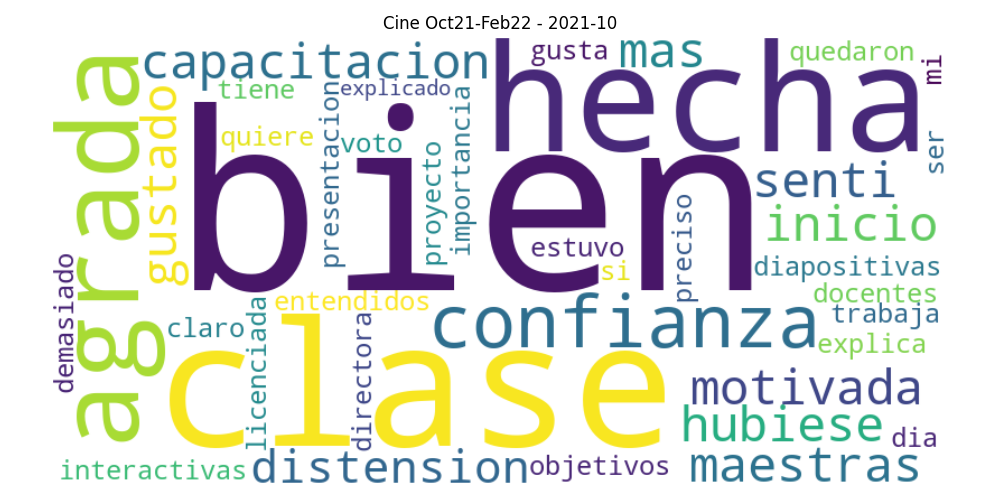 Cine Oct21-Feb22 - 2021-10
capacitacion
hecha
gusta
mas
quedaron
mi
agrada
tiene
explicado
gustado
quiere
voto
presentacion
proyecto
importancia
bien
ser
senti
preciso
inicio
estuvo
si
diapositivas
demasiado
entendidos
docentes
claro
licenciada
directora
confianza
trabaja
explica
clase
motivada
hubiese
dia
interactivas
distension
objetivos
maestras